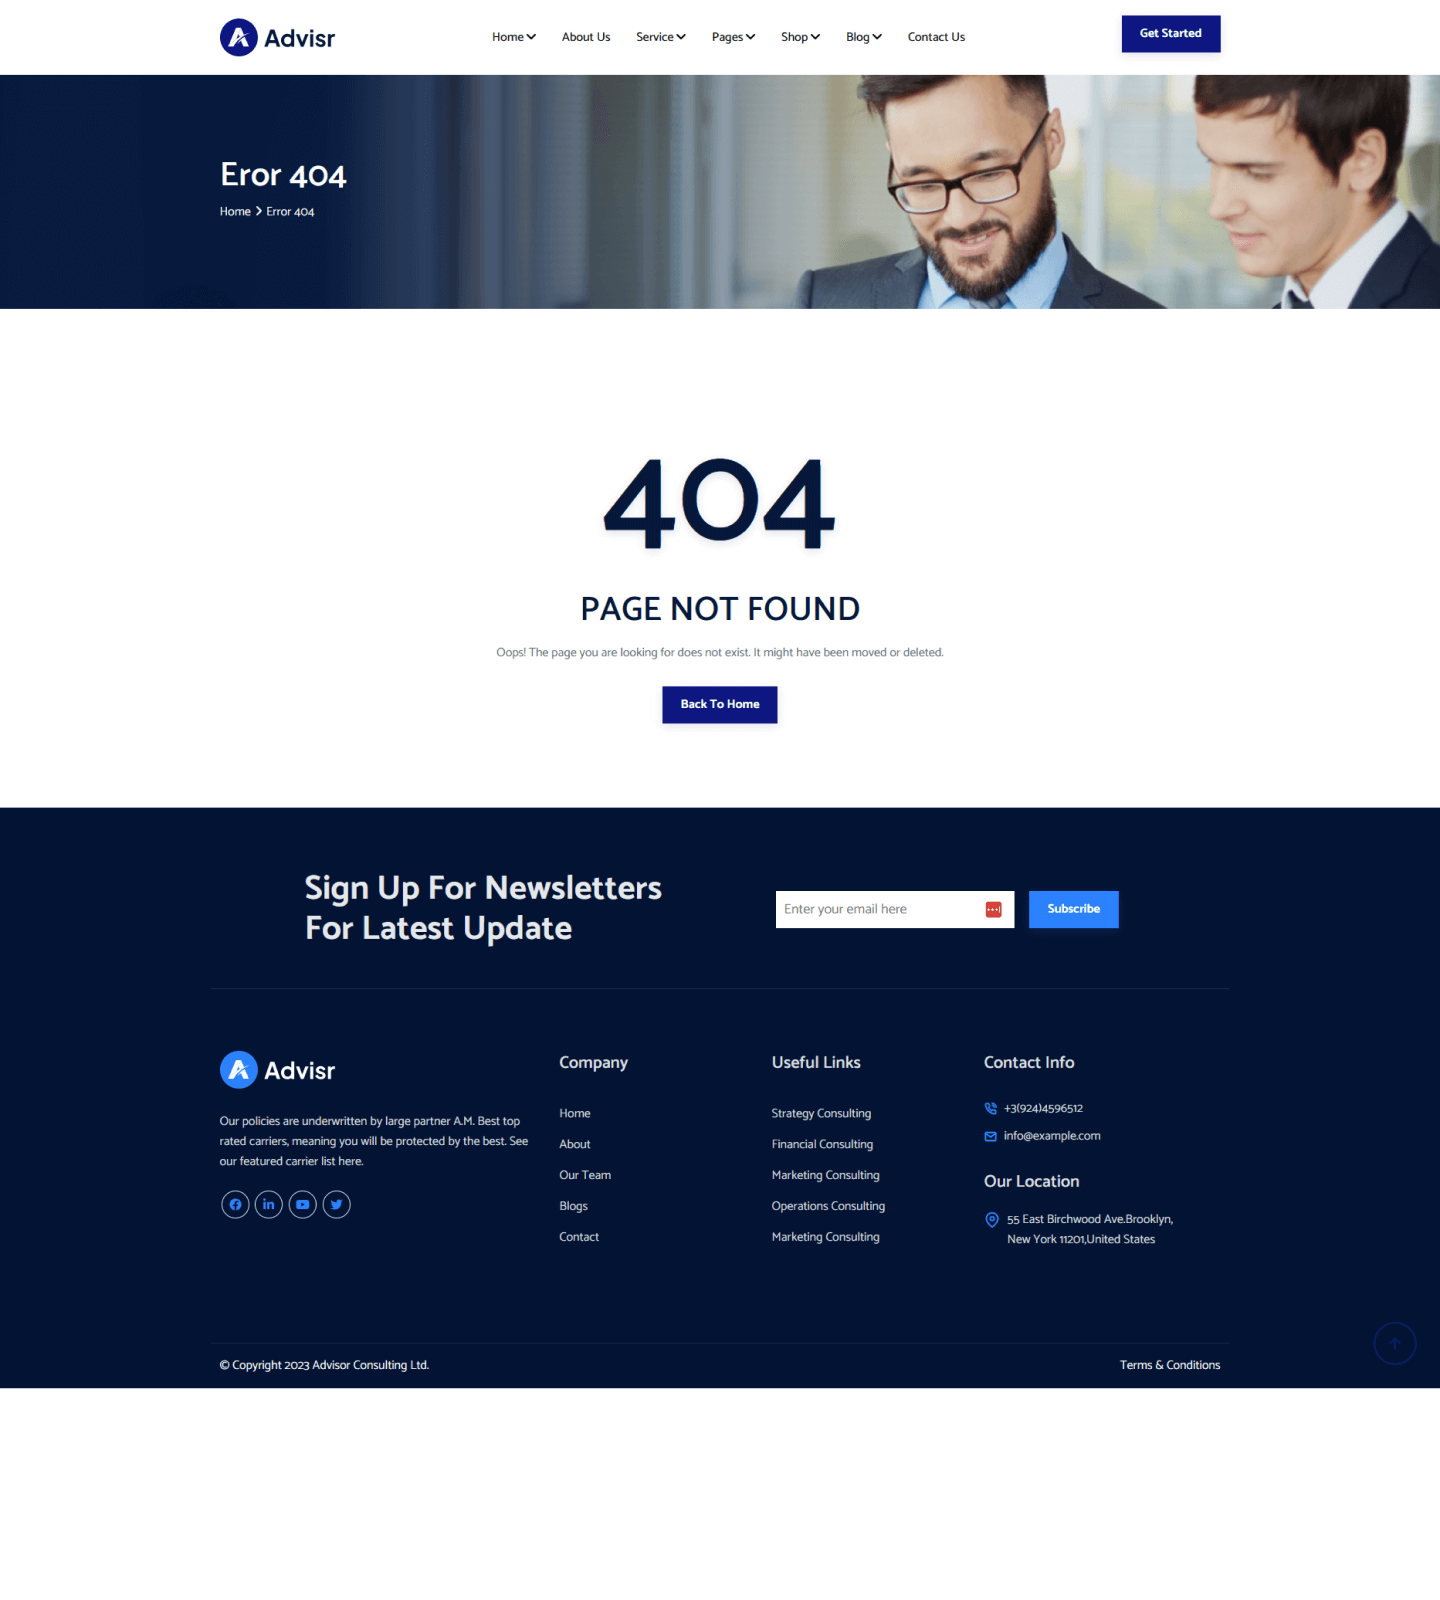 Advisr
Home
About Us
Service
Pages
Shop
Blog
Contact Us
Get Started
Eror 404
Home
Error 404
404
PAGE NOT FOUND
Oops! The page you are looking for does not exist. It might have been moved or deleted.
Back To Home
Sign Up For Newsletters
For Latest Update
Enter your email here
Subscribe
Advisr
Our policies are underwritten by large partner A.M. Best top
rated carriers, meaning you will be protected by the best. See
our featured carrier list here.
Company
Home
About
Our Team
Blogs
Contact
Useful Links
Strategy Consulting
Financial Consulting
Marketing Consulting
Operations Consulting
Marketing Consulting
Contact Info
+3(924)4596512
info@example.com
Our Location
55 East Birchwood Ave.Brooklyn,
New York 11201,United States
© Copyright 2023 Advisor Consulting Ltd.
Terms & Conditions